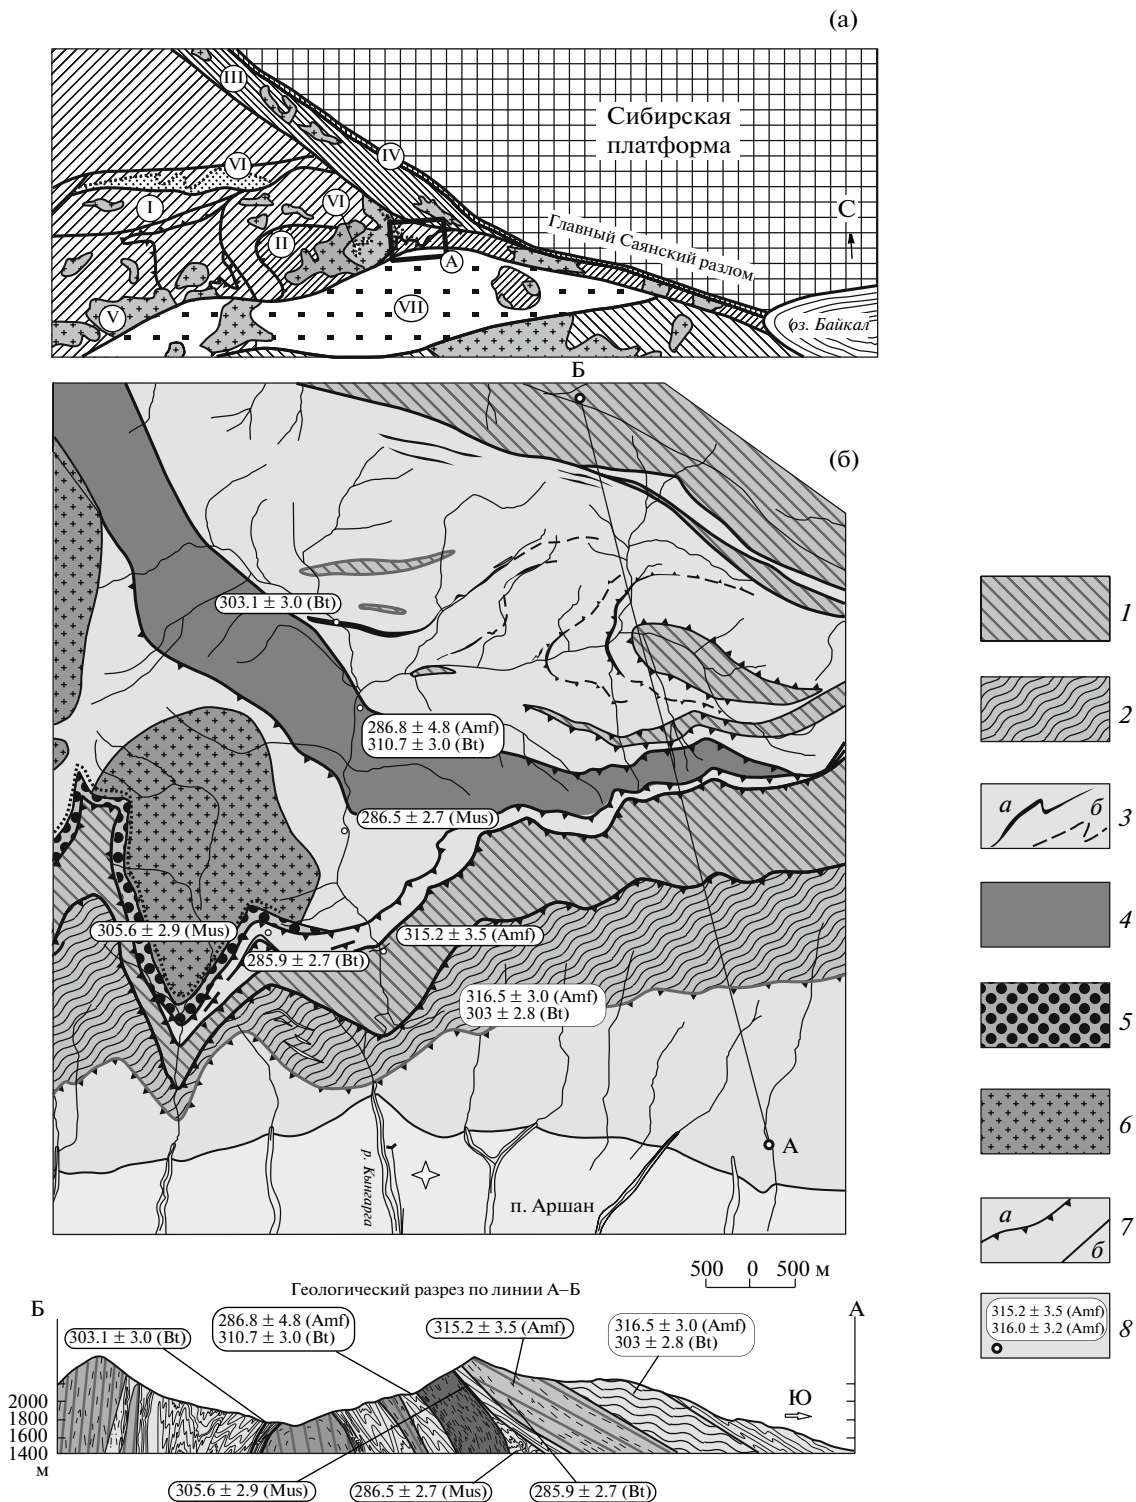 (а)
III
Сибирская
платформа
IV
VI
I
VI
С
II
Главный Саянский разлом
А
VII
V
оз. Байкал
Б
(б)
303.1 ± 3.0 (Bt)
286.8 ± 4.8 (Amf)
310.7 ± 3.0 (Bt)
286.5 ± 2.7 (Mus)
305.6 ± 2.9 (Mus)
315.2 ± 3.5 (Amf)
285.9 ± 2.7 (Bt)
316.5 ± 3.0 (Amf)
303 ± 2.8 (Bt)
А
р. Кынгарга
п. Аршан
500 0 500 м
1
2
а б 3
4
5
6
а б 7
315.2 ± 3.5 (Amf)
316.0 ± 3.2 (Amf)
8
Геологический разрез по линии А–Б
Б
А
303.1 ± 3.0 (Bt)
286.8 ± 4.8 (Amf)
310.7 ± 3.0 (Bt)
315.2 ± 3.5 (Amf)
316.5 ± 3.0 (Amf)
303 ± 2.8 (Bt)
Ю
2000
1800
1600
1400
м
305.6 ± 2.9 (Mus)
286.5 ± 2.7 (Mus)
285.9 ± 2.7 (Bt)